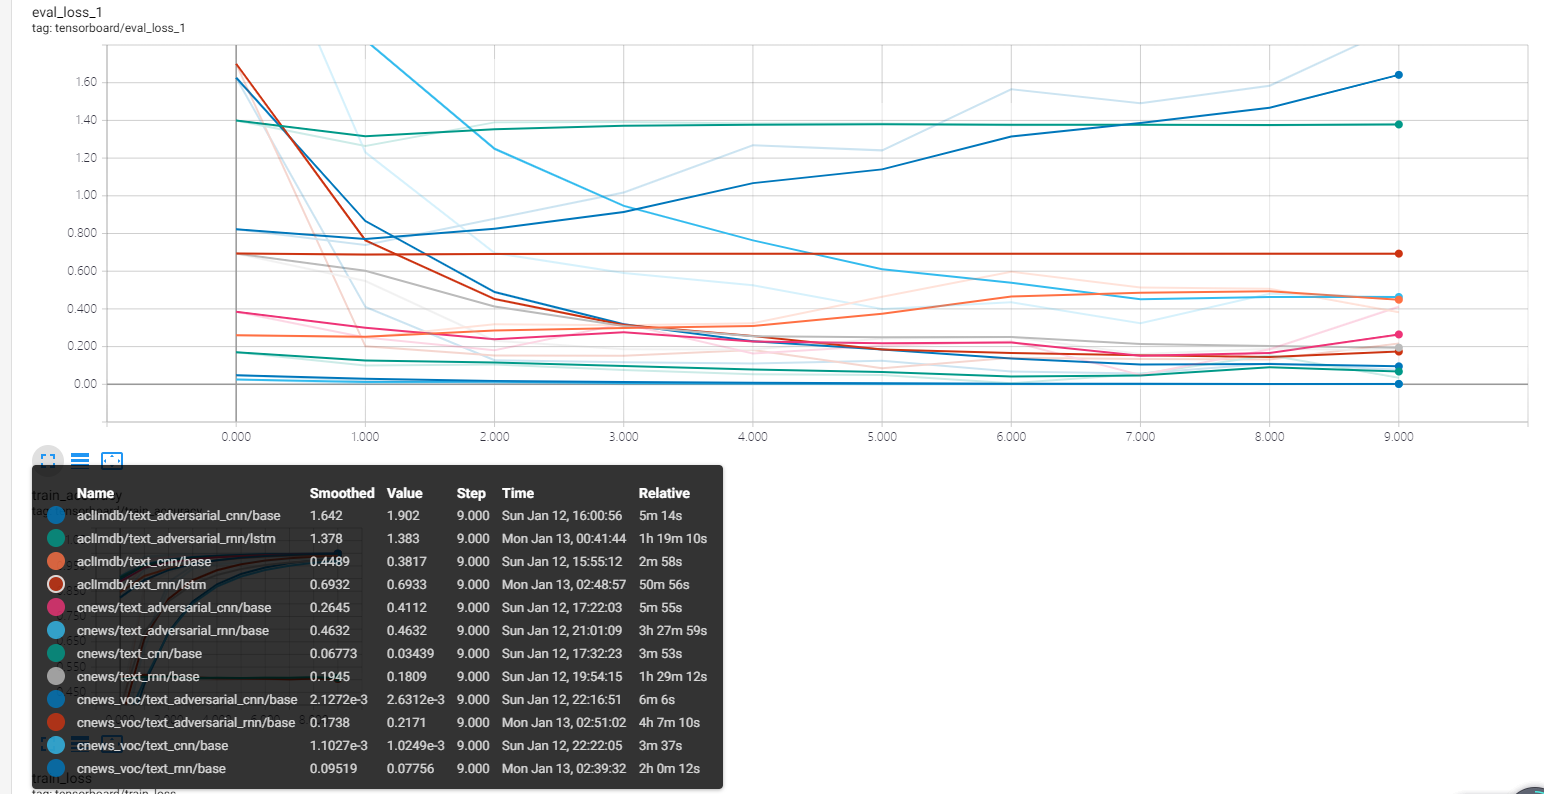 eval_loss_1
tag: tensorboard/eval_loss_1
1.60
1.40
1.20
1.00
0.800
0.600
0.400
0.200
0.00
0.000 1.000 2.000 3.000 4.000 5.000 6.000 7.000 8.000 9.000
train_accuracy
Name Smoothed Value Step Time Relative
aclImdb/text_adversarial_cnn/base 1.642 1.902 9.000 Sun Jan 12, 16:00:56 5m 14s
aclImdb/text_adversarial_rnn/lstm 1.378 1.383 9.000 Mon Jan 13, 00:41:44 1h 19m 10s
aclImdb/text_cnn/base 0.4489 0.3817 9.000 Sun Jan 12, 15:55:12 2m 58s
aclImdb/text_rnn/lstm 0.6932 0.6933 9.000 Mon Jan 13, 02:48:57 50m 56s
cnews/text_adversarial_cnn/base 0.2645 0.4112 9.000 Sun Jan 12, 17:22:03 5m 55s
cnews/text_adversarial_rnn/base 0.4632 0.4632 9.000 Sun Jan 12, 21:01:09 3h 27m 59s
cnews/text_cnn/base 0.06773 0.03439 9.000 Sun Jan 12, 17:32:23 3m 53s
cnews/text_rnn/base 0.1945 0.1809 9.000 Sun Jan 12, 19:54:15 1h 29m 12s
cnews_voc/text_adversarial_cnn/base 2.1272e-3 2.6312e-3 9.000 Sun Jan 12, 22:16:51 6m 6s
cnews_voc/text_adversarial_rnn/base 0.1738 0.2171 9.000 Mon Jan 13, 02:51:02 4h 7m 10s
cnews_voc/text_cnn/base 1.1027e-3 1.0249e-3 9.000 Sun Jan 12, 22:22:05 3m 37s
cnews_voc/text_rnn/base 0.09519 0.07756 9.000 Mon Jan 13, 02:39:32 2h 0m 12s
train_loss
tag: tensorboard/train_loss